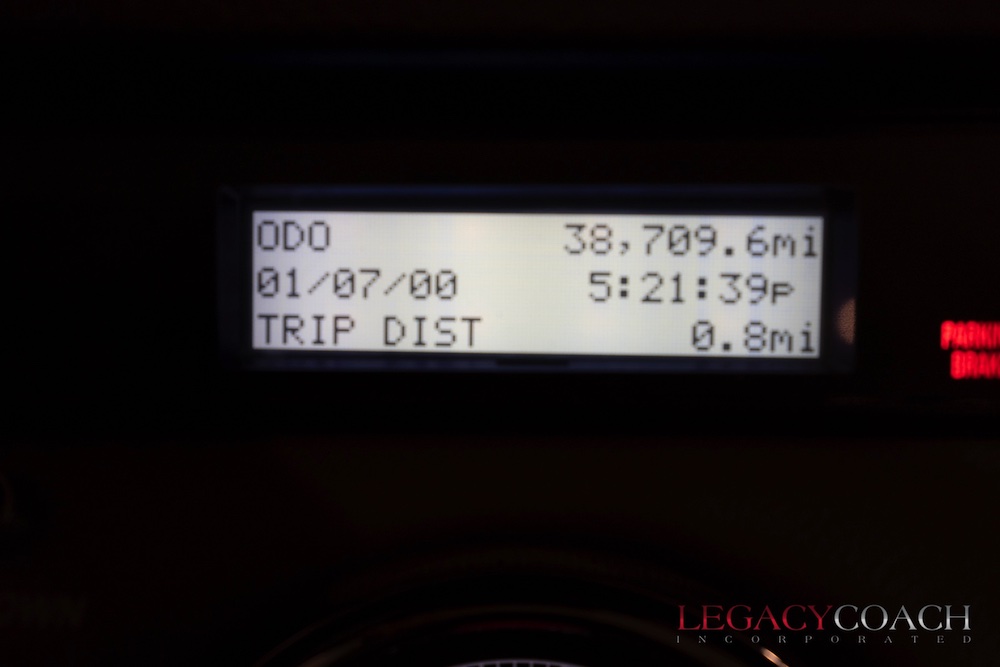 ODO 38,709.6mi
01/07/00 5:21:39p
TRIP DIST 0.8mi
LEGACYCOACH
INCORPORATED